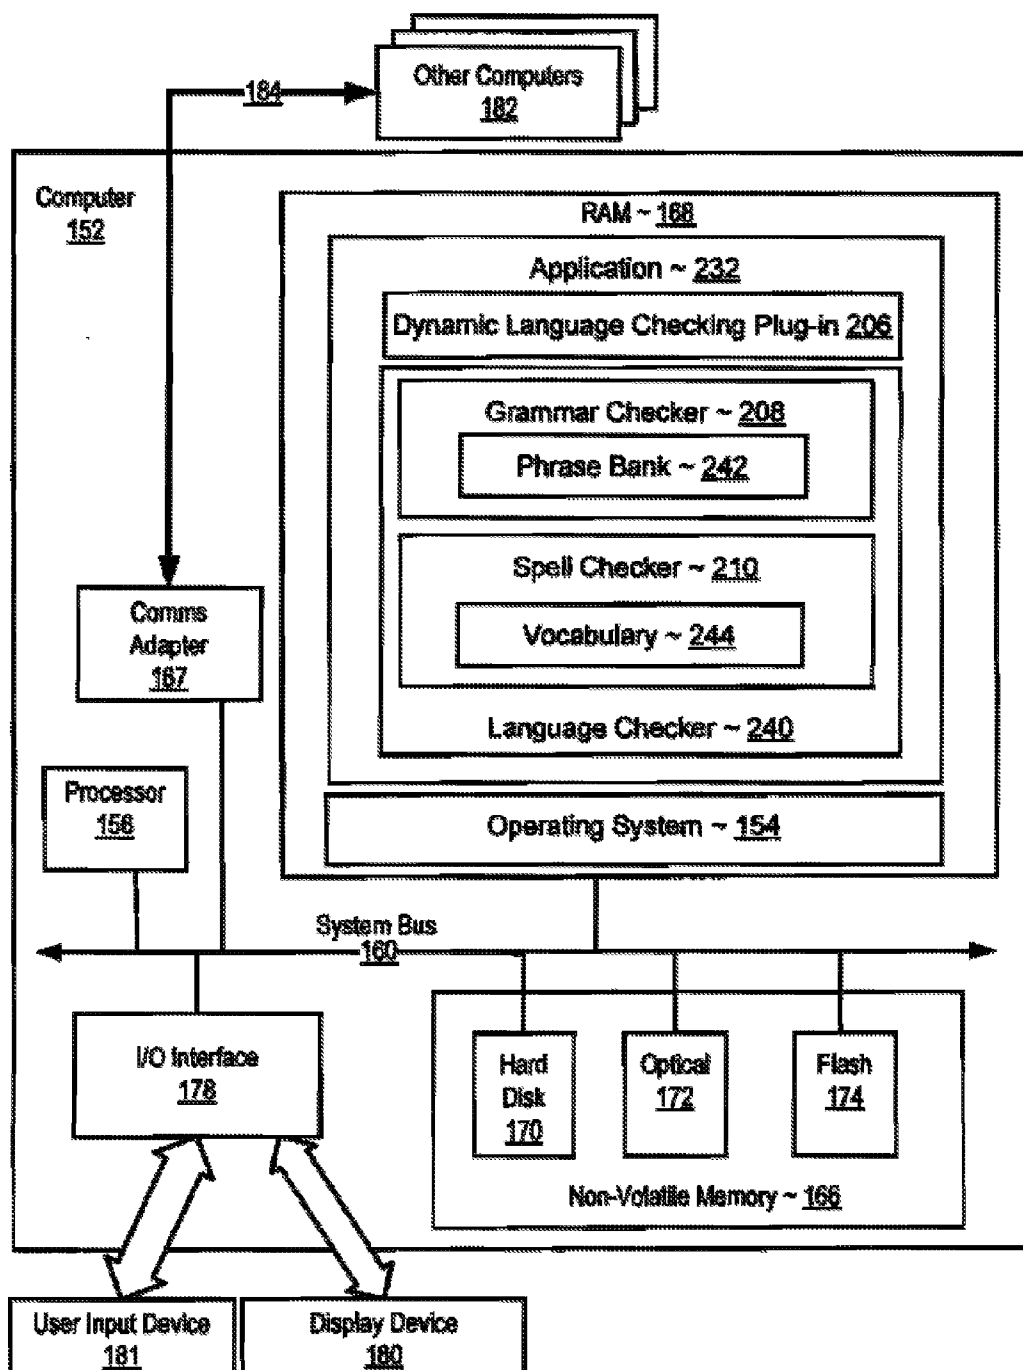 Other Computers
182
184
Computer
152
RAM ~ 168
Application ~ 232
Dynamic Language Checking Plug-in 206
Grammar Checker ~ 208
Phrase Bank ~ 242
Spell Checker ~ 210
Vocabulary ~ 244
Language Checker ~ 240
Operating System ~ 154
Comms
Adapter
167
Processor
156
System Bus
160
I/O Interface
178
Hard
Disk
170
Optical
172
Flash
174
Non-Volatile Memory ~ 166
User Input Device
181
Display Device
180